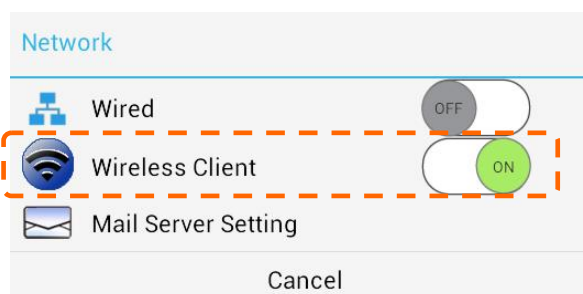 Network
Wired OFF
Wireless Client ON
Mail Server Setting
Cancel